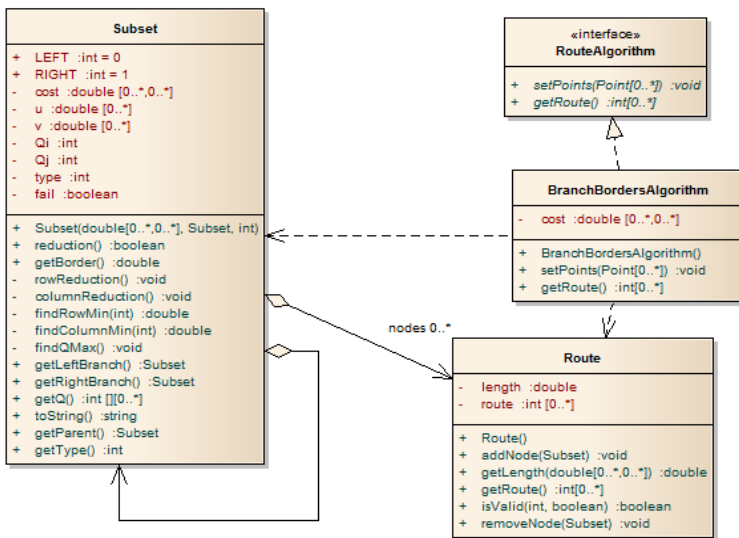 Subset
+ LEFT :int = 0
+ RIGHT :int = 1
- cost :double [0..*,0..*]
- u :double [0..*]
- v :double [0..*]
- Qi :int
- Qj :int
- type :int
- fail :boolean
+ Subset(double[0..*,0..*], Subset, int)
+ reduction() :boolean
+ getBorder() :double
- rowReduction() :void
- columnReduction() :void
- findRowMin(int) :double
- findColumnMin(int) :double
- findQMax() :void
+ getLeftBranch() :Subset
+ getRightBranch() :Subset
+ getQ() :int [][0..*]
+ toString() :string
+ getParent() :Subset
+ getType() :int
«interface»
RouteAlgorithm
+ setPoints(Point[0..*]) :void
+ getRoute() :int[0..*]
BranchBordersAlgorithm
- cost :double [0..*,0..*]
+ BranchBordersAlgorithm()
+ setPoints(Point[0..*]) :void
+ getRoute() :int[0..*]
nodes 0..*
Route
- length :double
- route :int [0..*]
+ Route()
+ addNode(Subset) :void
+ getLength(double[0..*,0..*]) :double
+ getRoute() :int[0..*]
+ isValid(int, boolean) :boolean
+ removeNode(Subset) :void